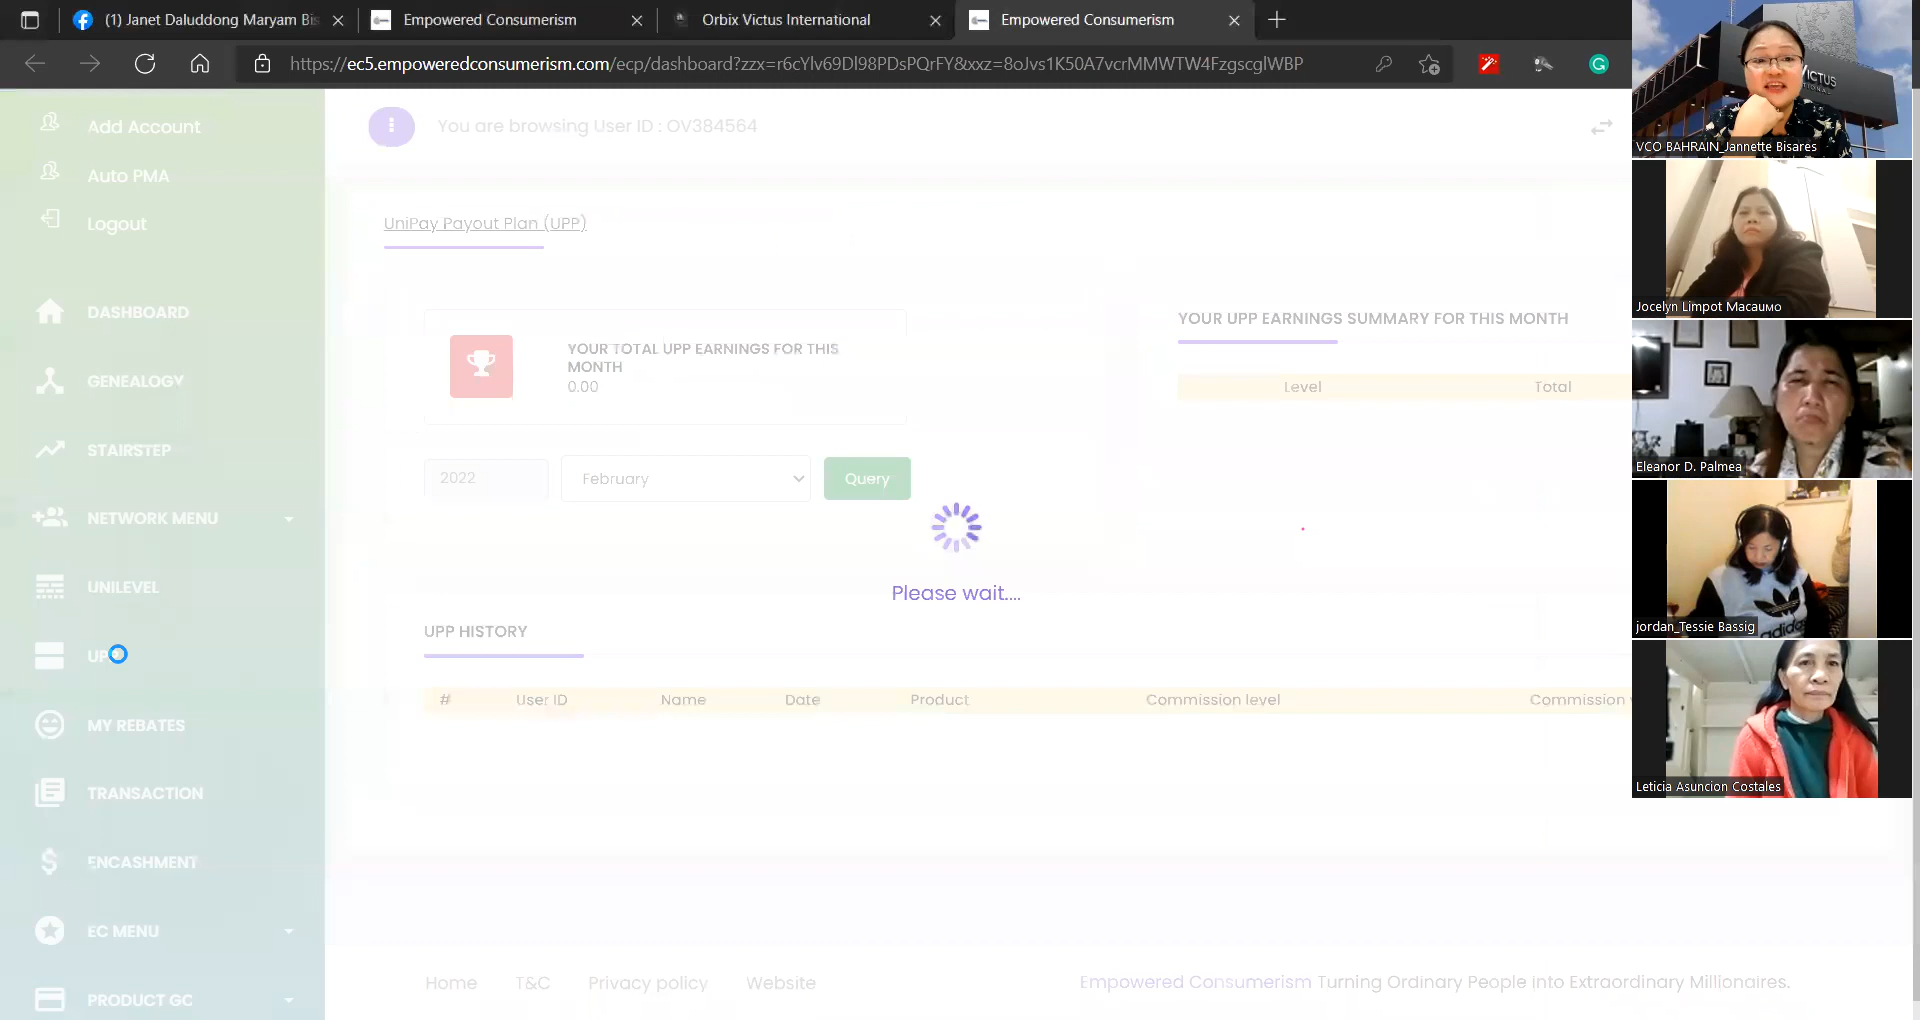 (1) Janet Daluddong Maryam Bis
Empowered Consumerism
Orbix Victus International
Empowered Consumerism
https://ec5.empoweredconsumerism.com/ecp/dashboard?zzx=r6cYlv69Dl98PDsPQrFY&xxz=8oJvs1K50A7vcrMMWTW4FzgscglWBP
Add Account
Auto PMA
Logout
DASHBOARD
GENEALOGY
STAIRSTEP
NETWORK MENU
UNILEVEL
MY REBATES
TRANSACTION
ENCASHMENT
EC MENU
PRODUCT GC
You are browsing User ID : OV384564
UniPay Payout Plan (UPP)
YOUR TOTAL UPP EARNINGS FOR THIS
MONTH
0.00
2022
February
Query
YOUR UPP EARNINGS SUMMARY FOR THIS MONTH
Level Total
Please wait....
UPP HISTORY
# User ID Name Date Product Commission level Commission
Home T&C Privacy policy Website
Empowered Consumerism Turning Ordinary People into Extraordinary Millionaires.
VICTUS
VCO BAHRAIN_Jannette Bisares
Jocelyn Limpot Macaumo
Eleanor D. Palmea
adidas
jordan_Tessie Bassig
Leticia Asuncion Costales